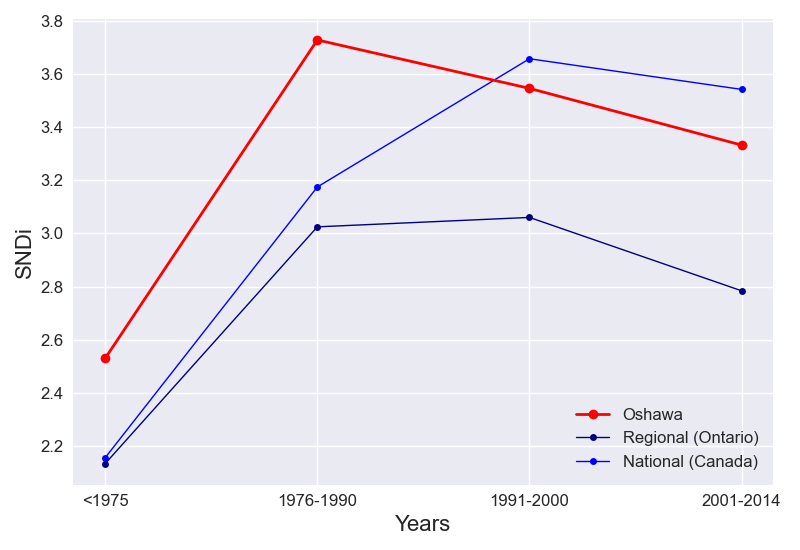 3.8
3.6
3.4
3.2
3.0
2.8
2.6
2.4
2.2
SNDi
<1975
1976-1990
1991-2000
2001-2014
Years
Oshawa
Regional (Ontario)
National (Canada)